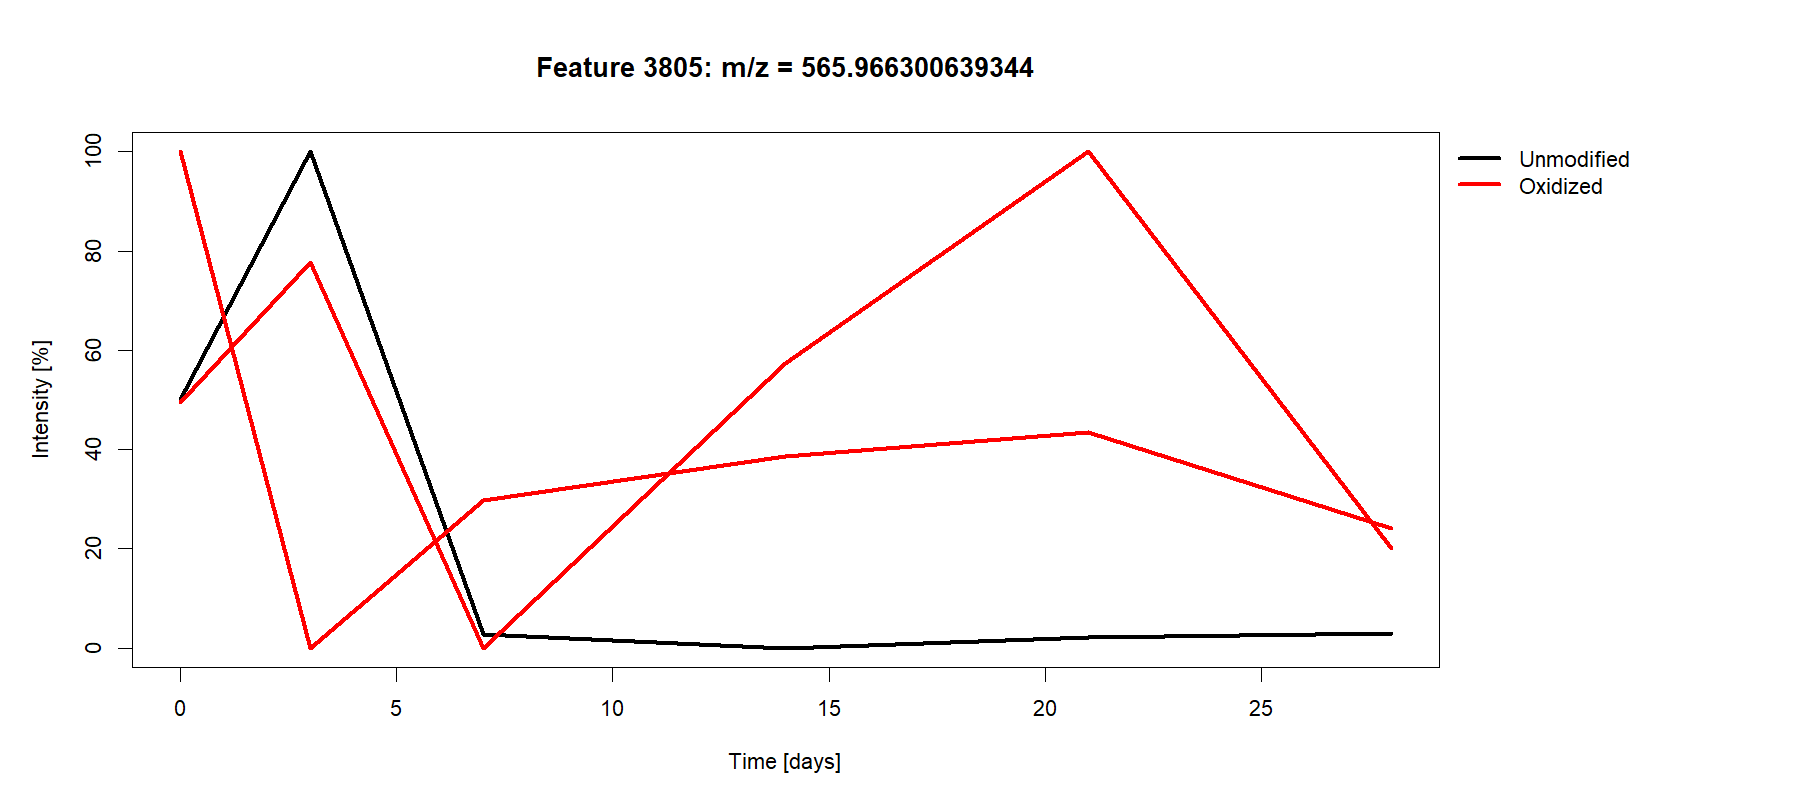 Feature 3805: m/z = 565.966300639344
Unmodified
Oxidized
Intensity [%]
100
80
60
40
20
0
0 5 10 15 20 25
Time [days]